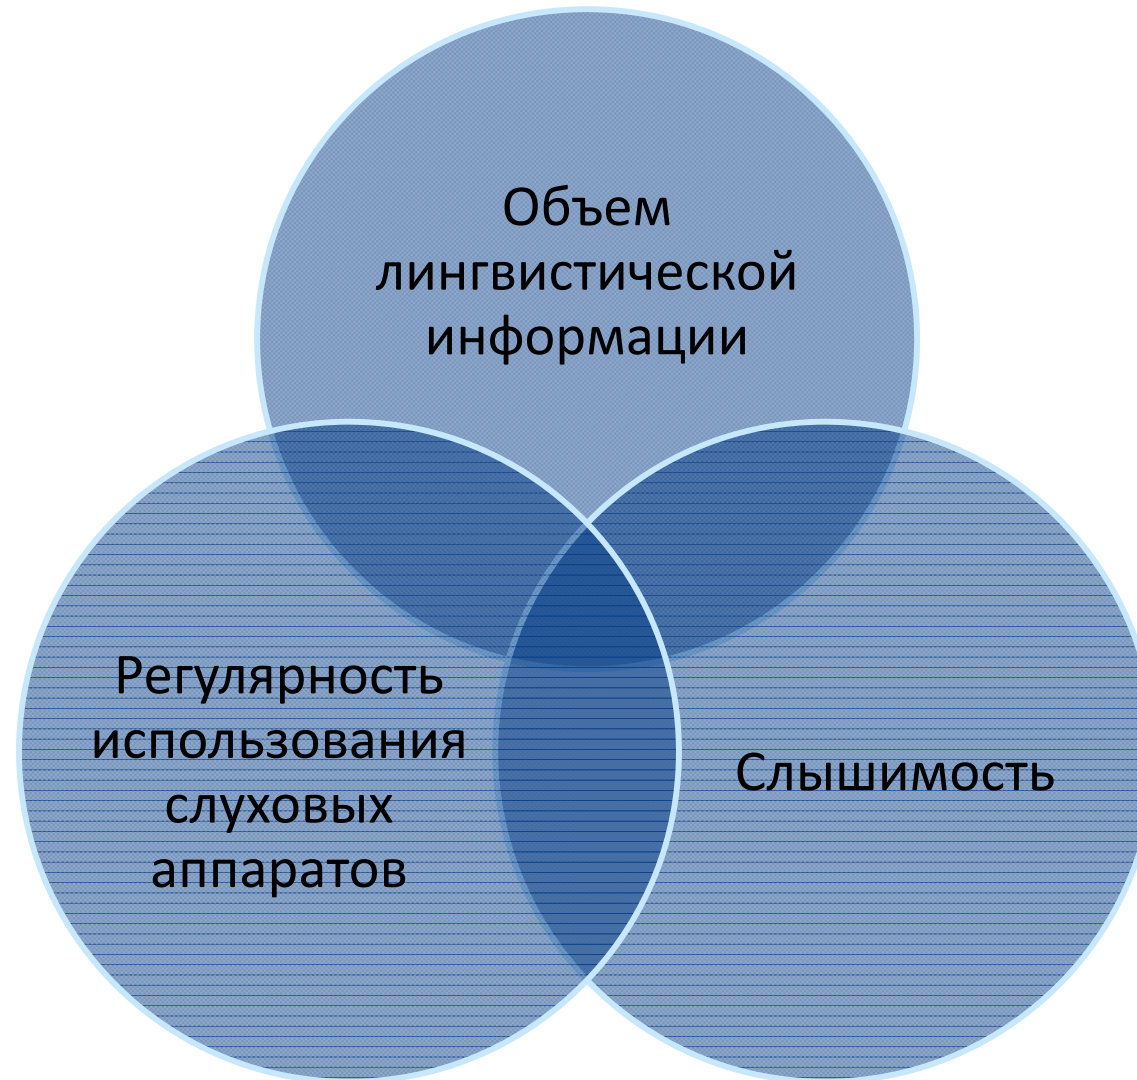 Объем
лингвистической
информации
Регулярность
использования
слуховых
аппаратов
Слышимость